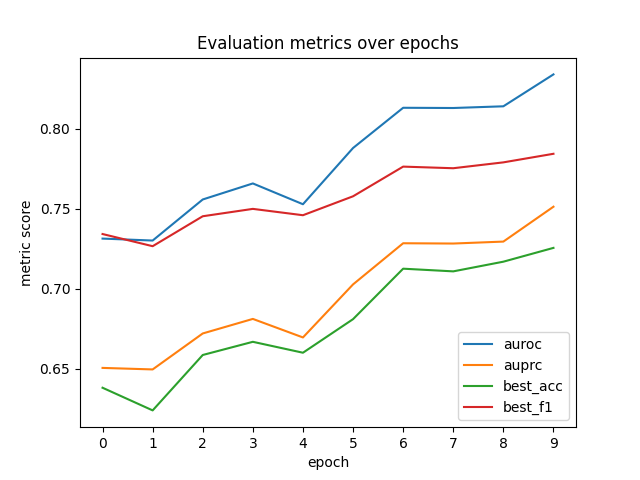 Evaluation metrics over epochs
metric score
0.80
0.75
0.70
0.65
0 1 2 3 4 5 6 7 8 9
epoch
auroc
auprc
best_acc
best_f1